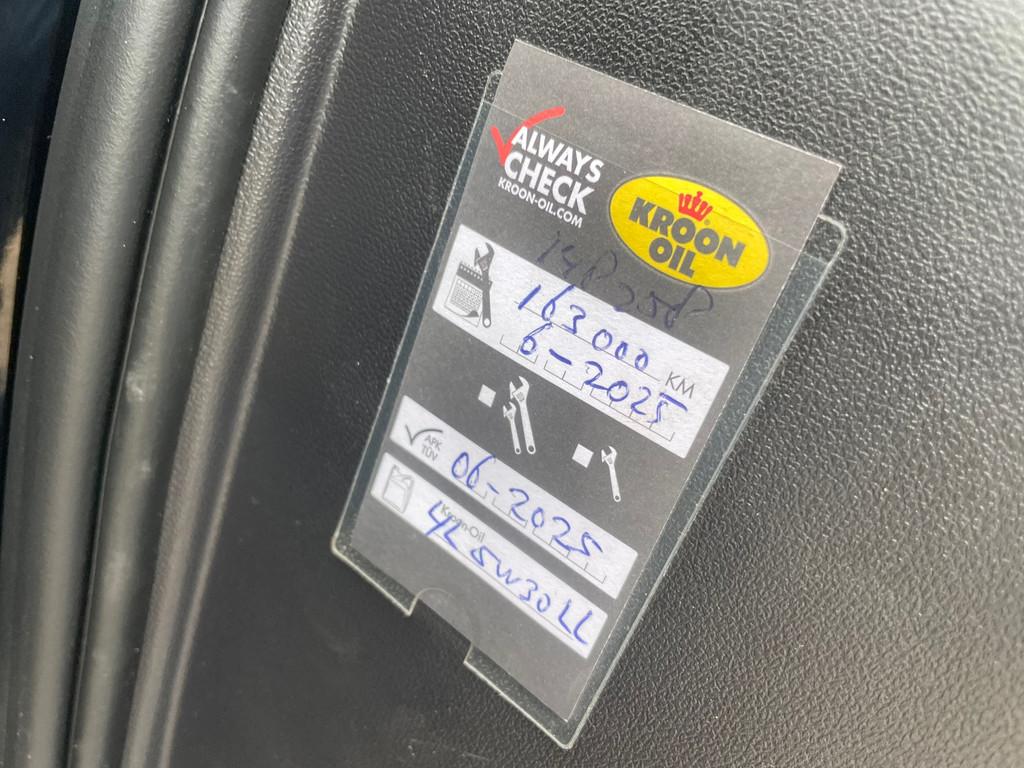 ALWAYS
CHECK
KROON-OIL.COM
KROON
OIL
163000 KM
6-2025
APK
TÜV
06-2025
Kroon-Oil
4L 5W30LL